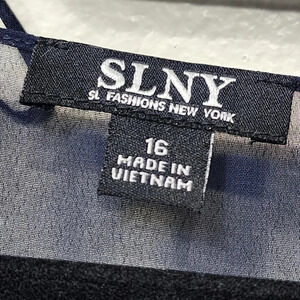 SLNY
SL FASHIONS NEW YORK
16
MADE IN
VIETNAM